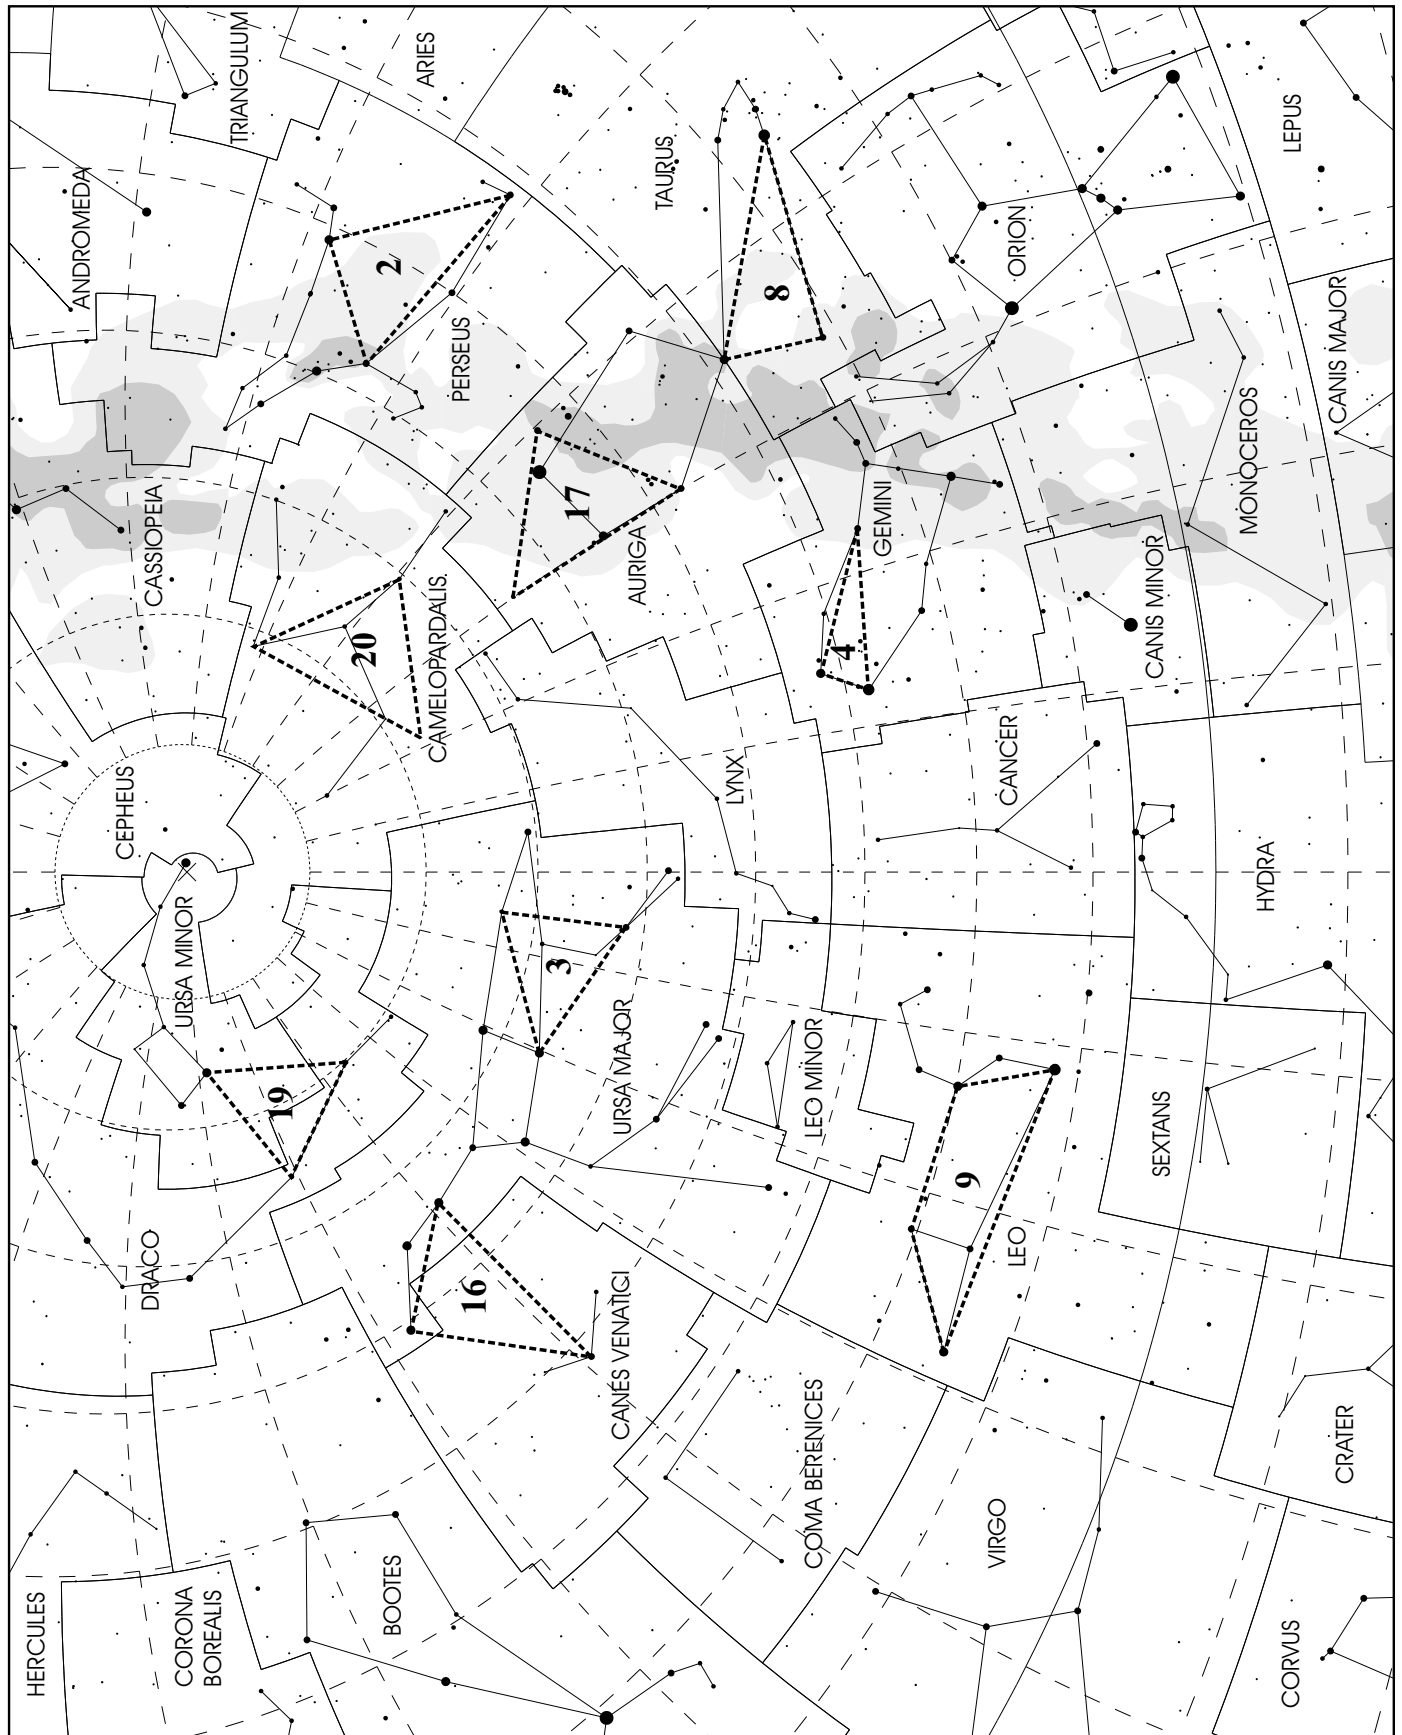 TRIANGULUM
ARIES
ANDROMEDA
TAURUS
LEPUS
ORION
2
8
PERSEUS
CANIS MAJOR
MONOCEROS
CASSIOPEIA
17
AURIGA
GEMINI
CANIS MINOR
20
4
CAMELOPARDALIS
CEPHEUS
LYNX
CANCER
HYDRA
URSA MINOR
3
URSA MAJOR
LEO MINOR
19
SEXTANS
9
LEO
DRACO
16
CANES VENATICI
COMA BERENICES
CRATER
VIRGO
BOOTES
HERCULES
CORONA
BOREALIS
CORVUS